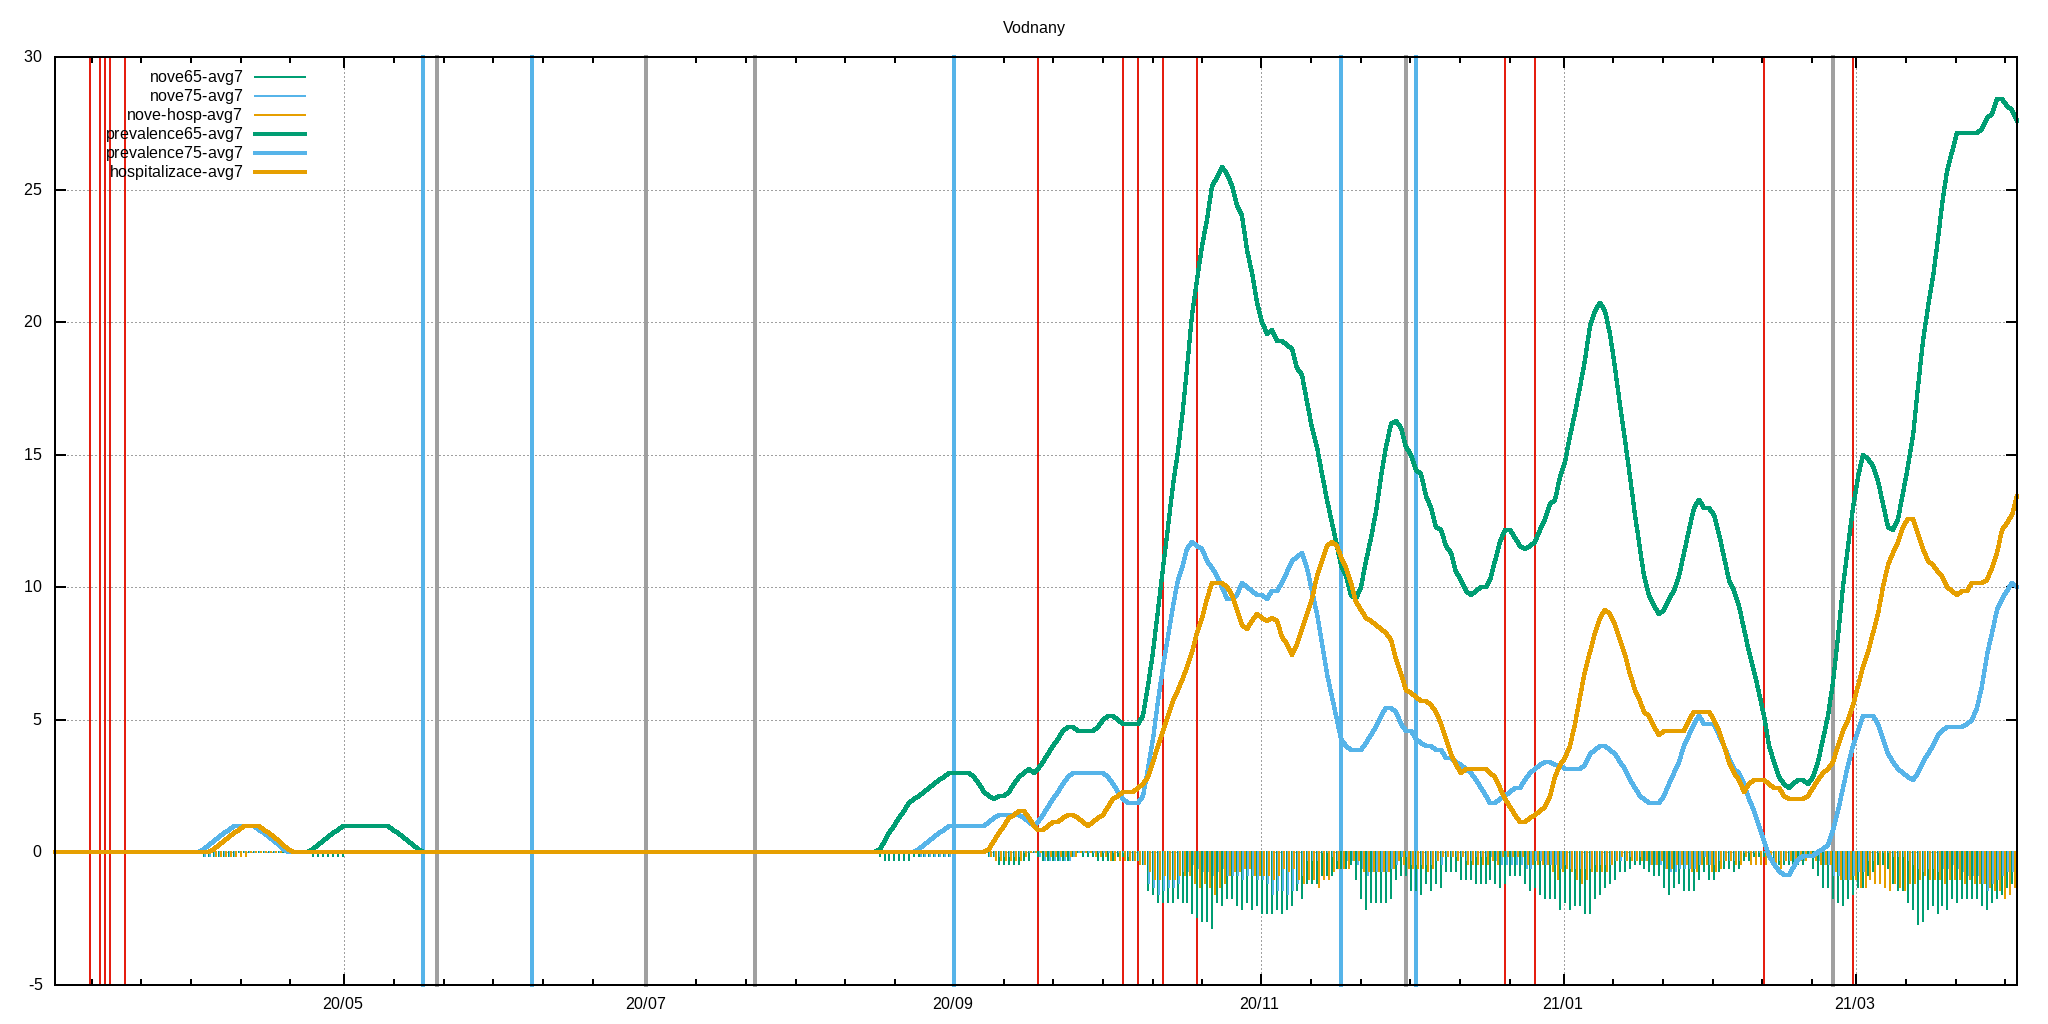 Vodnany
30
nove65-avg7
nove75-avg7
nove-hosp-avg7
prevalence65-avg7
prevalence75-avg7
hospitalizace-avg7
25
20
15
10
5
0
-5
20/05
20/07
20/09
20/11
21/01
21/03